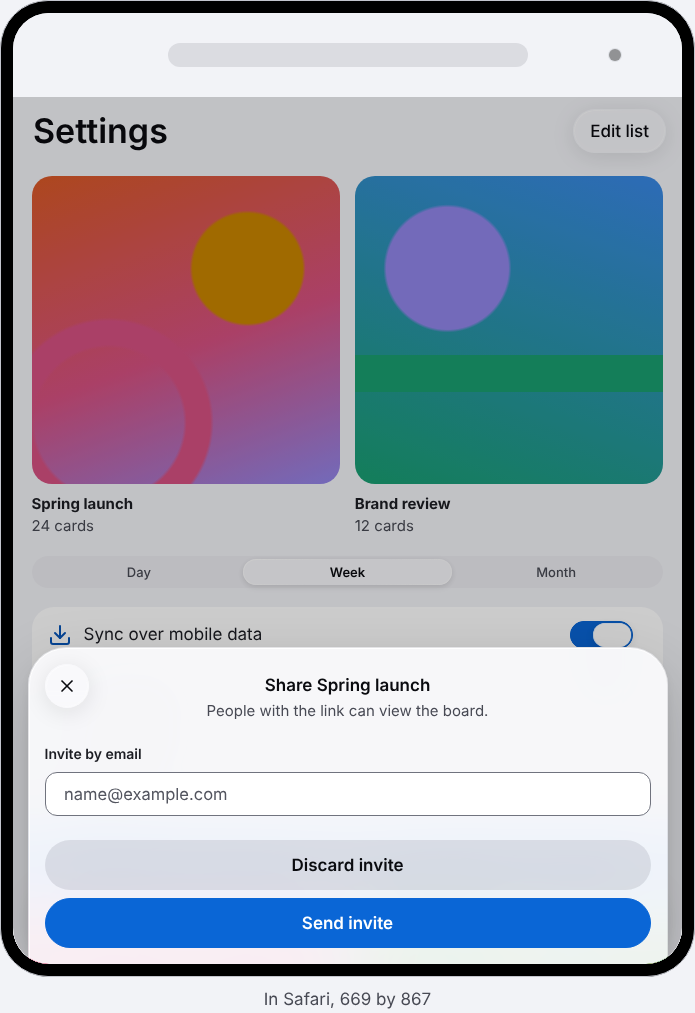 Settings
Edit list
Spring launch
24 cards
Brand review
12 cards
Day
Week
Month
Sync over mobile data
Share Spring launch
People with the link can view the board.
Invite by email
name@example.com
Discard invite
Send invite
In Safari, 669 by 867